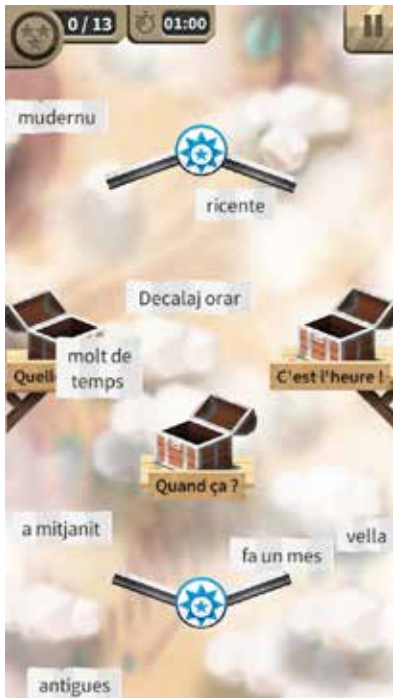 0 / 13
01:00
mudernu
ricente
Decalaj orar
molt de
temps
C'est l'heure !
Quand ça ?
a mitjanit
vella
fa un mes
antigues